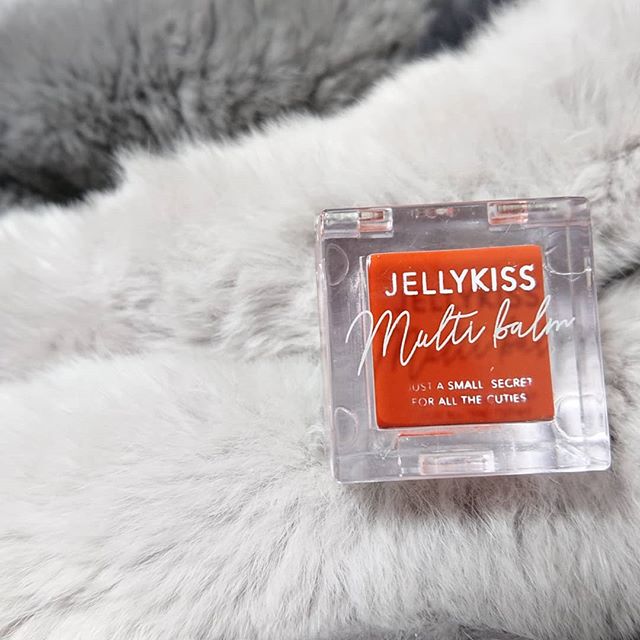 JELLYKISS
Multi balm
JUST A SMALL SECRET
FOR ALL THE CUTIES